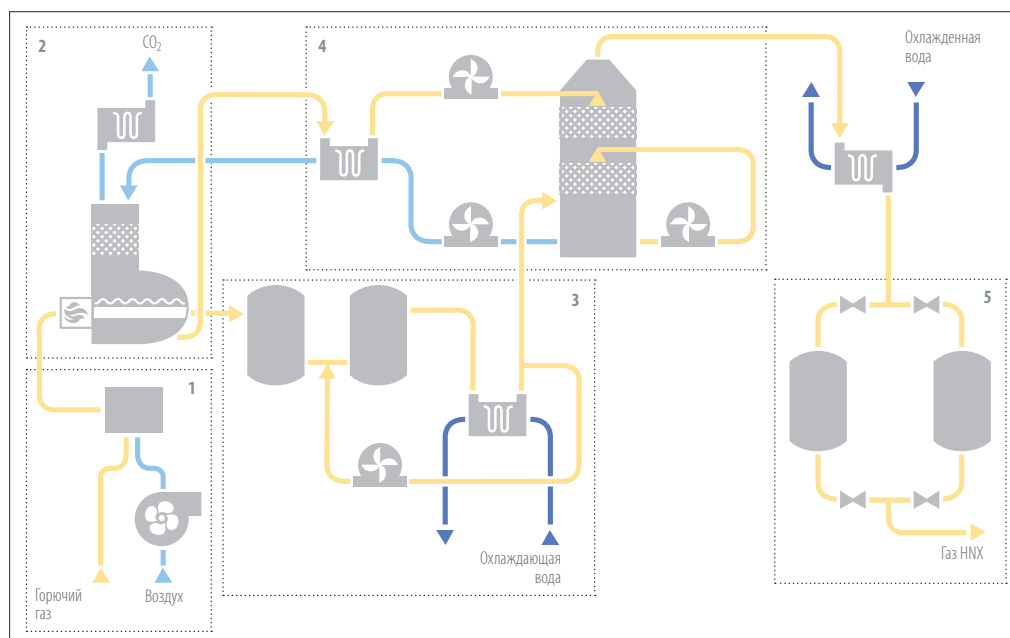 2
CO₂
4
Охлажденная
вода
3
5
1
Охлаждающая
вода
Газ HNX
Горючий
газ
Воздух